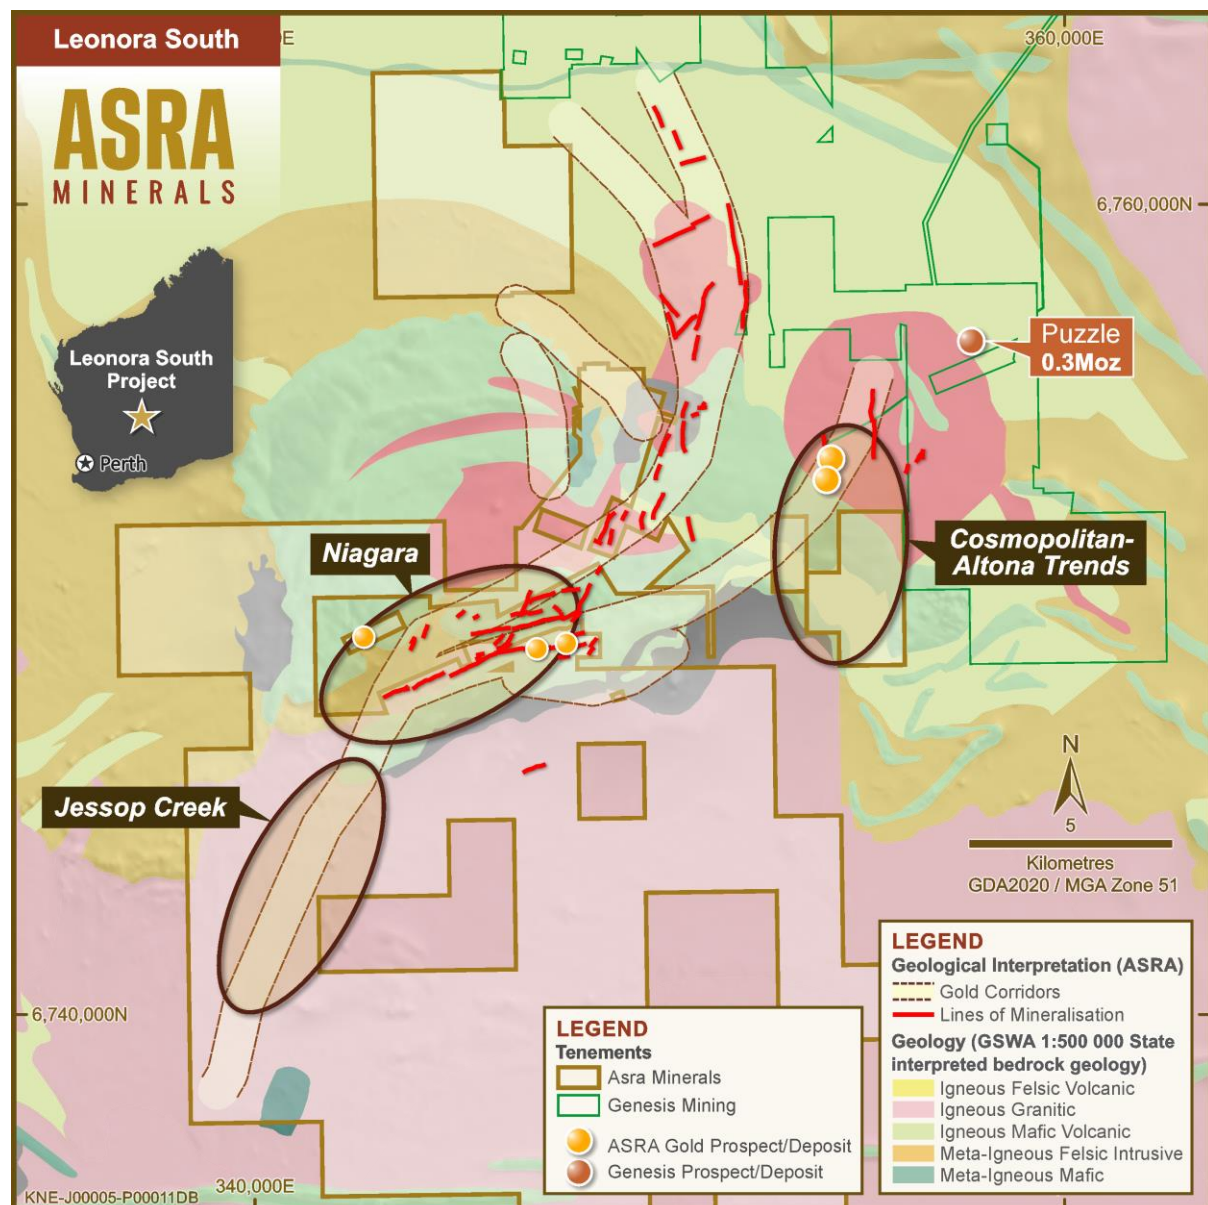 Leonora South
E
360,000E
ASRA
MINERALS
6,760,000N
Puzzle
0.3Moz
Leonora South
Project
Perth
Niagara
Cosmopolitan-
Altona Trends
Jessop Creek
N
5
Kilometres
GDA2020 / MGA Zone 51
6,740,000N
LEGEND
Tenements
Asra Minerals
Genesis Mining
ASRA Gold Prospect/Deposit
Genesis Prospect/Deposit
LEGEND
Geological Interpretation (ASRA)
Gold Corridors
Lines of Mineralisation
Geology (GSWA 1:500 000 State
interpreted bedrock geology)
Igneous Felsic Volcanic
Igneous Granitic
Igneous Mafic Volcanic
Meta-Igneous Felsic Intrusive
Meta-Igneous Mafic
KNE-J00005-P00011DB
340,000E